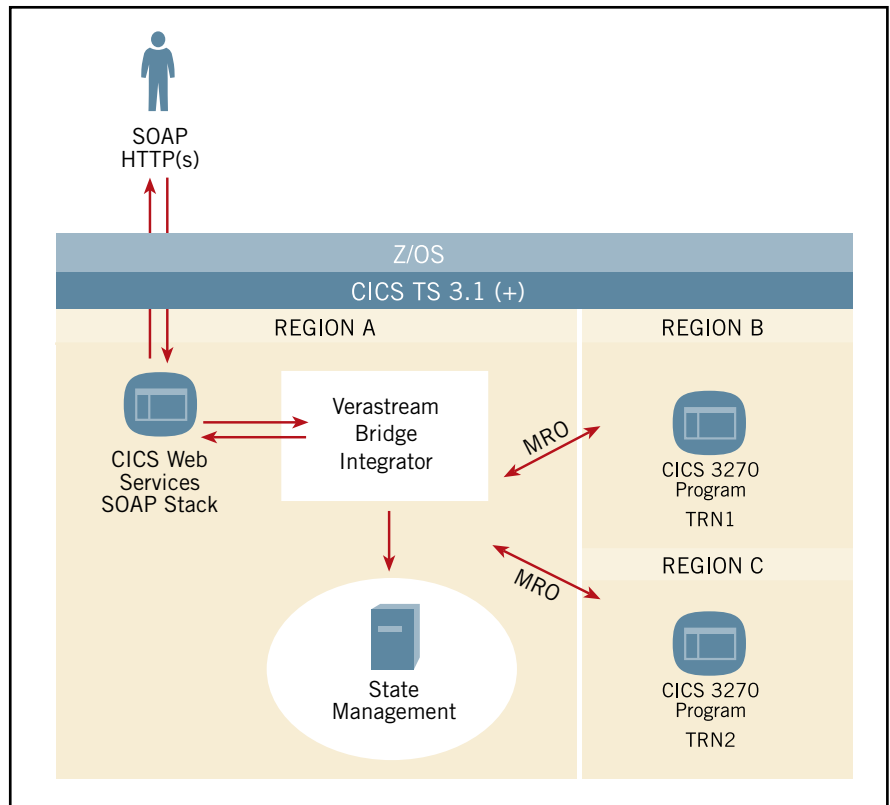 SOAP
HTTP(s)
Z/OS
CICS TS 3.1 (+)
REGION A
REGION B
Verastream
Bridge
Integrator
CICS Web
Services
SOAP Stack
MRO
CICS 3270
Program
TRN1
REGION C
MRO
State
Management
CICS 3270
Program
TRN2